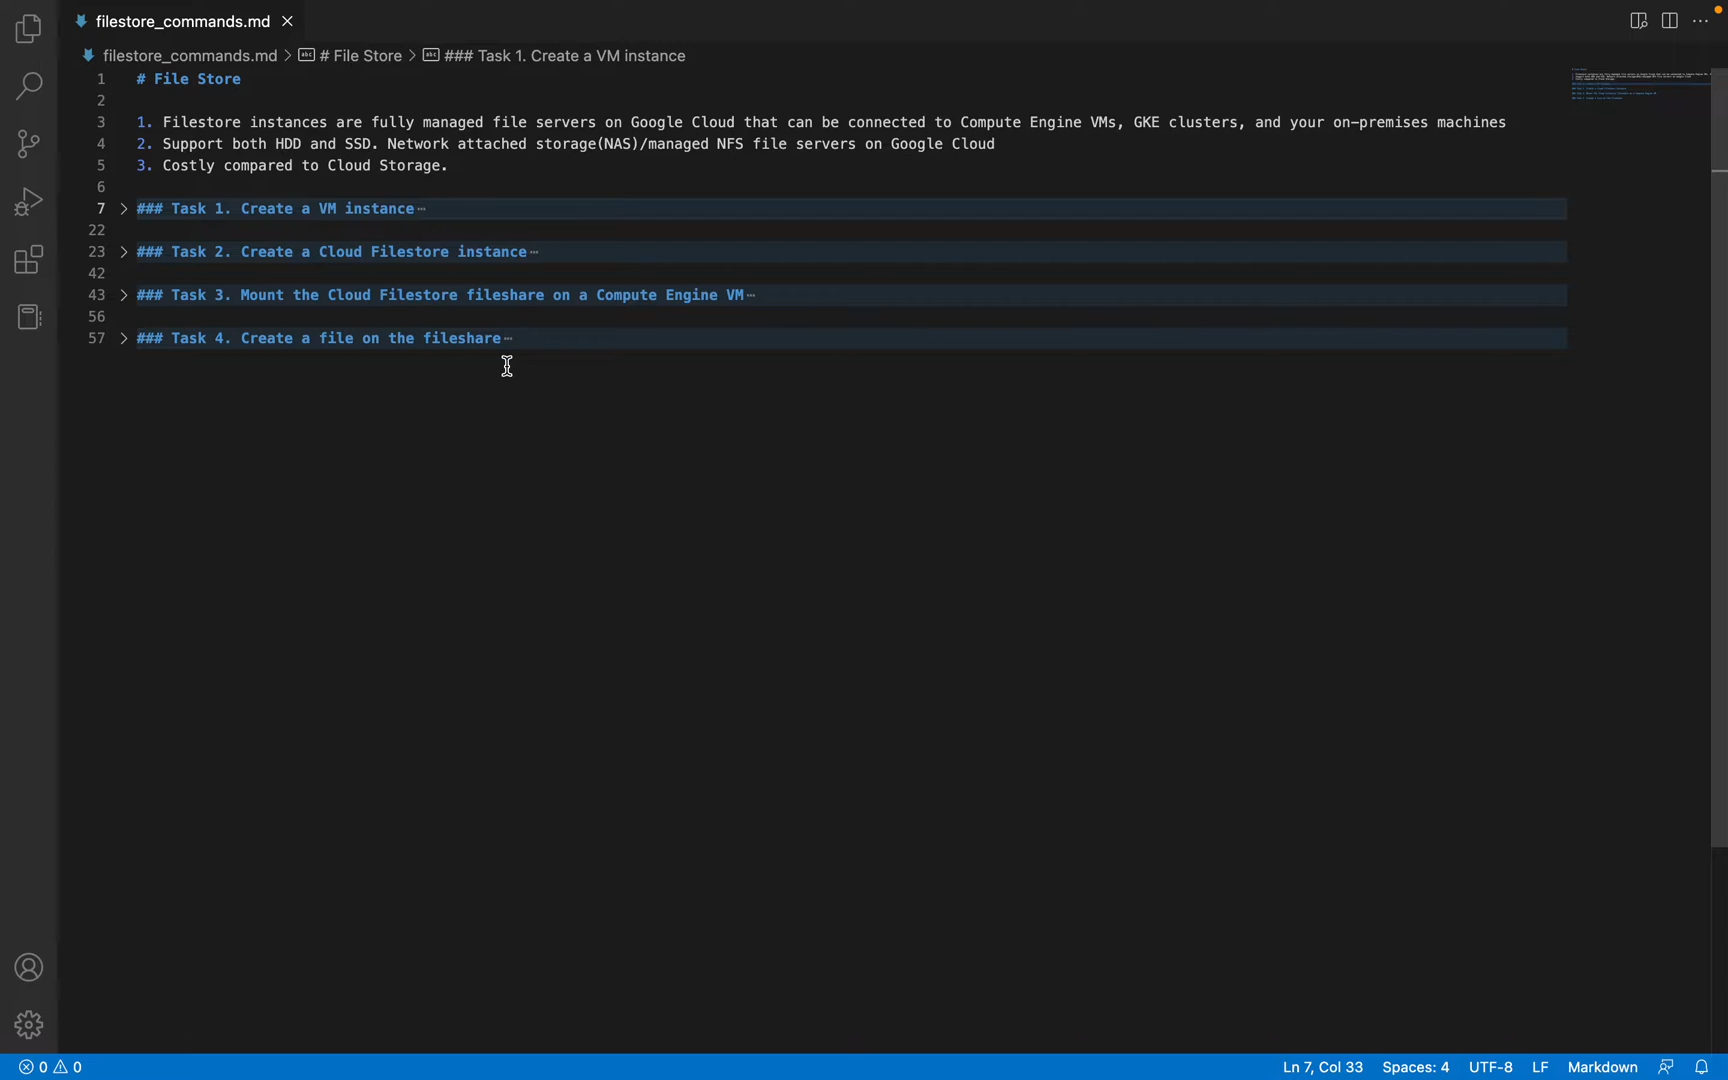 filestore_commands.md
filestore_commands.md > # File Store > ### Task 1. Create a VM instance
1 # File Store
2
3 1. Filestore instances are fully managed file servers on Google Cloud that can be connected to Compute Engine VMs, GKE clusters, and your on-premises machines
4 2. Support both HDD and SSD. Network attached storage(NAS)/managed NFS file servers on Google Cloud
5 3. Costly compared to Cloud Storage.
6
7 > ### Task 1. Create a VM instance⋯
22
23 > ### Task 2. Create a Cloud Filestore instance⋯
42
43 > ### Task 3. Mount the Cloud Filestore fileshare on a Compute Engine VM⋯
56
57 > ### Task 4. Create a file on the fileshare⋯
0 0 Ln 7, Col 33 Spaces: 4 UTF-8 LF Markdown